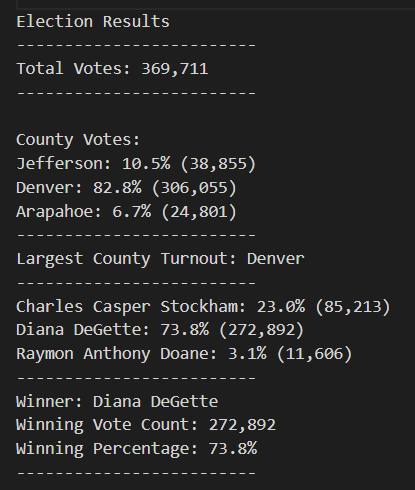 Election Results
-------------------------
Total Votes: 369,711
-------------------------
County Votes:
Jefferson: 10.5% (38,855)
Denver: 82.8% (306,055)
Arapahoe: 6.7% (24,801)
-------------------------
Largest County Turnout: Denver
-------------------------
Charles Casper Stockham: 23.0% (85,213)
Diana DeGette: 73.8% (272,892)
Raymon Anthony Doane: 3.1% (11,606)
-------------------------
Winner: Diana DeGette
Winning Vote Count: 272,892
Winning Percentage: 73.8%
-------------------------